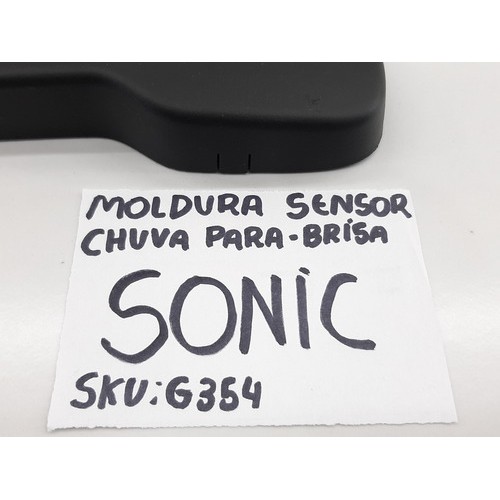 MOLDURA SENSOR
CHUVA PARA-BRISA
SONIC
SKU:G354